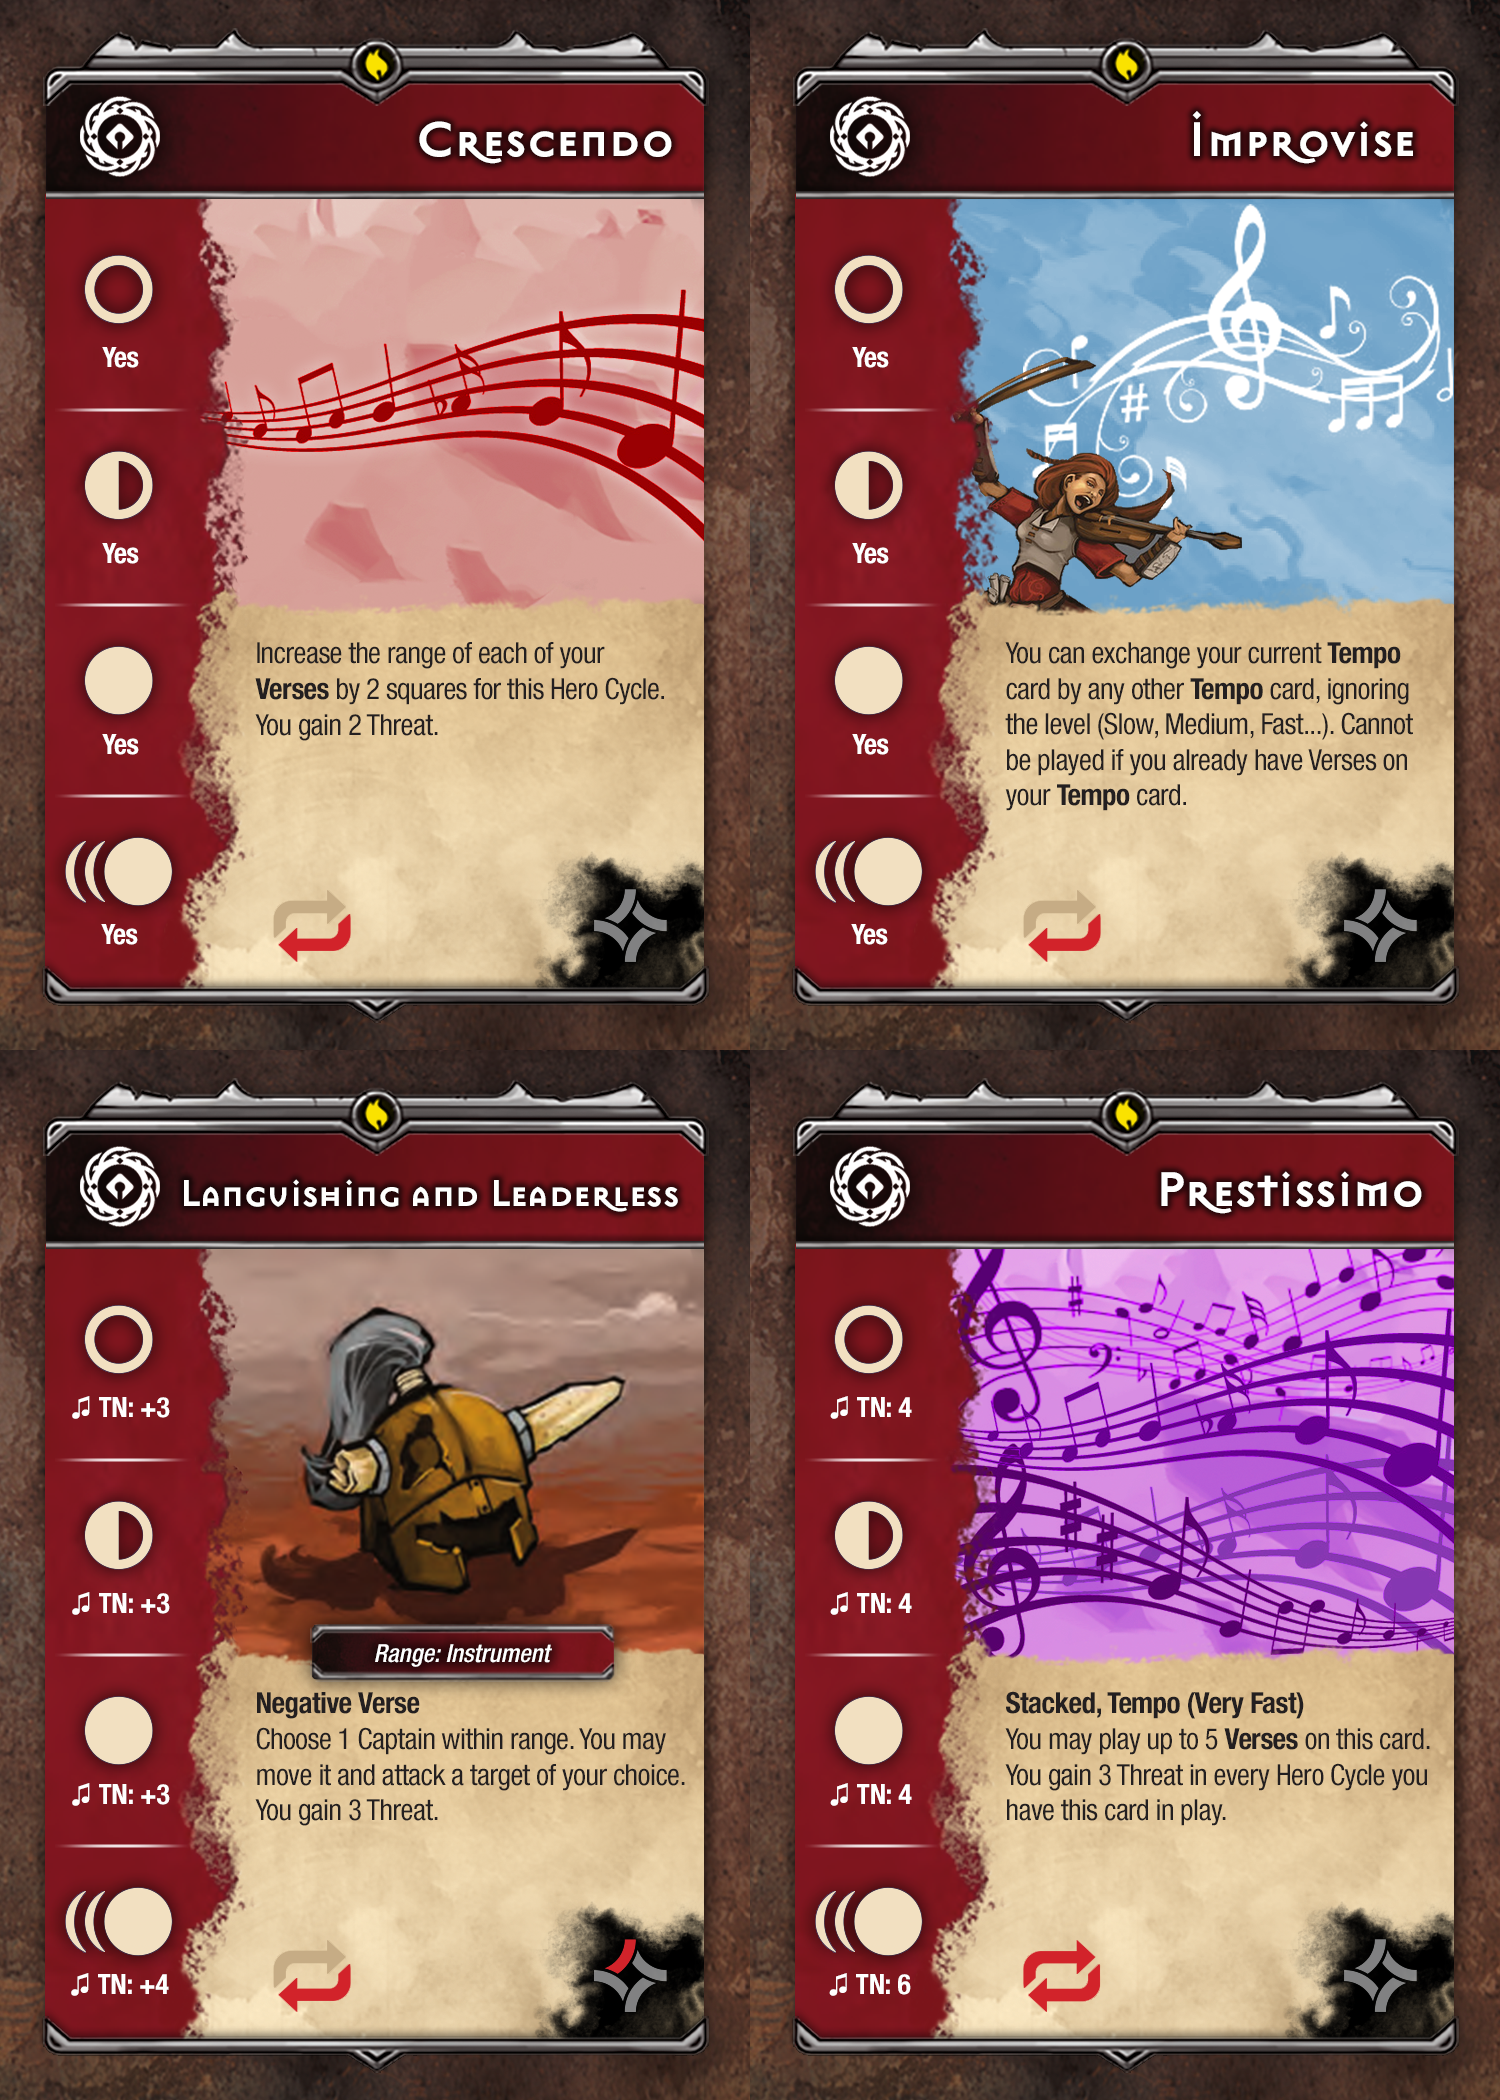 Crescendo
Yes
Yes
Yes
Yes
Increase the range of each of your
Verses by 2 squares for this Hero Cycle.
You gain 2 Threat.
Improvise
Yes
Yes
Yes
Yes
You can exchange your current Tempo
card by any other Tempo card, ignoring
the level (Slow, Medium, Fast...). Cannot
be played if you already have Verses on
your Tempo card.
Languishing and Leaderless
♫ TN: +3
♫ TN: +3
♫ TN: +3
♫ TN: +4
Range: Instrument
Negative Verse
Choose 1 Captain within range. You may
move it and attack a target of your choice.
You gain 3 Threat.
Prestissimo
♫ TN: 4
♫ TN: 4
♫ TN: 4
♫ TN: 6
Stacked, Tempo (Very Fast)
You may play up to 5 Verses on this card.
You gain 3 Threat in every Hero Cycle you
have this card in play.